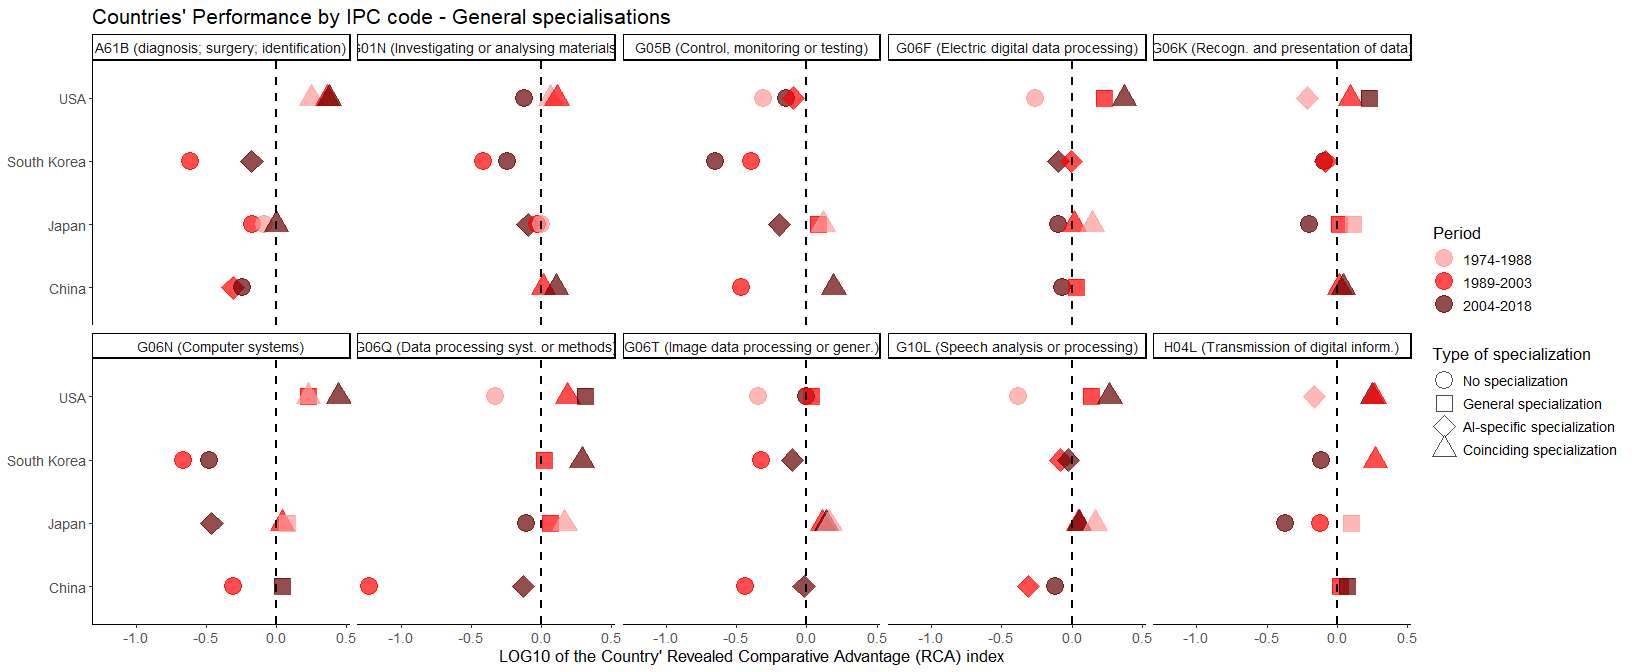 Countries' Performance by IPC code - General specialisations
A61B (diagnosis; surgery; identification)
G01N (Investigating or analysing materials
G05B (Control, monitoring or testing)
G06F (Electric digital data processing)
G06K (Recogn. and presentation of data)
USA
South Korea
Japan
China
G06N (Computer systems)
G06Q (Data processing syst. or methods)
G06T (Image data processing or gener.)
G10L (Speech analysis or processing)
H04L (Transmission of digital inform.)
USA
South Korea
Japan
China
-1.0 -0.5 0.0 0.5
-1.0 -0.5 0.0 0.5
-1.0 -0.5 0.0 0.5
-1.0 -0.5 0.0 0.5
-1.0 -0.5 0.0 0.5
LOG10 of the Country' Revealed Comparative Advantage (RCA) index
Period
1974-1988
1989-2003
2004-2018
Type of specialization
No specialization
General specialization
AI-specific specialization
Coinciding specialization